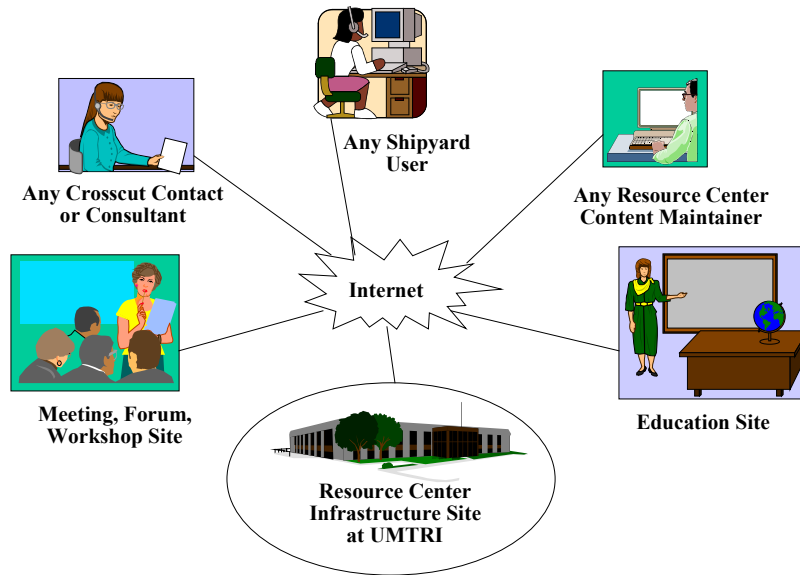 Any Shipyard
User
Any Crosscut Contact
or Consultant
Any Resource Center
Content Maintainer
Internet
Meeting, Forum,
Workshop Site
Education Site
Resource Center
Infrastructure Site
at UMTRI